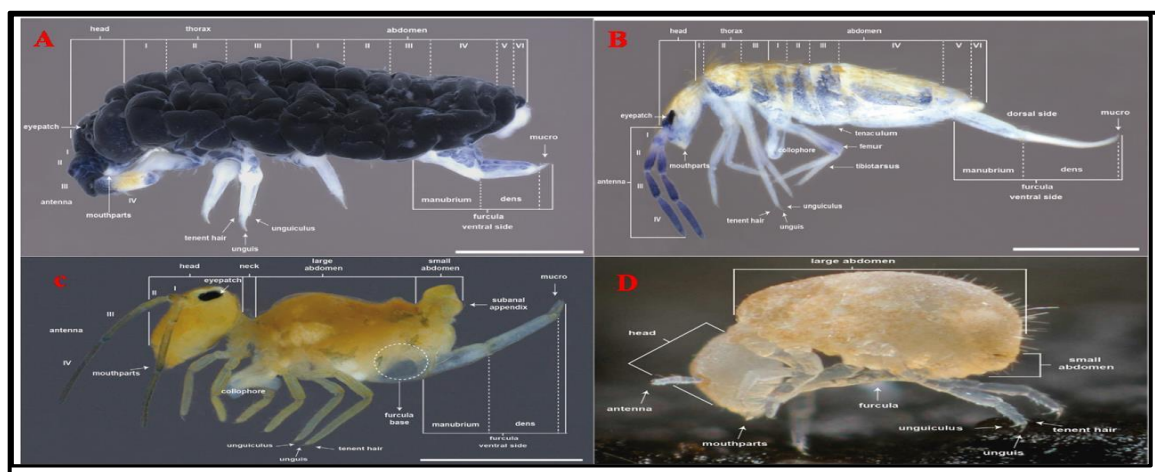 A
head thorax abdomen
I II III I II III IV V VI
eyepatch
I
II
III
antenna
IV
mouthparts
mucro
manubrium dens
furcula
ventral side
tenent hair
unguiculus
unguis
B
head thorax abdomen
I II III I II III IV V VI
eyepatch
I
II
antenna
III
IV
mouthparts
collophore
tenaculum
femur
tibiotarsus
dorsal side
mucro
manubrium dens
furcula
ventral side
tenent hair
unguiculus
unguis
C
head neck large abdomen small abdomen
eyepatch
I
II
III
antenna
IV
mouthparts
collophore
mucro
subanal appendix
furcula base
manubrium dens
furcula
ventral side
unguiculus
tenent hair
unguis
D
large abdomen
head
small abdomen
antenna
furcula
mouthparts
unguiculus
tenent hair
unguis